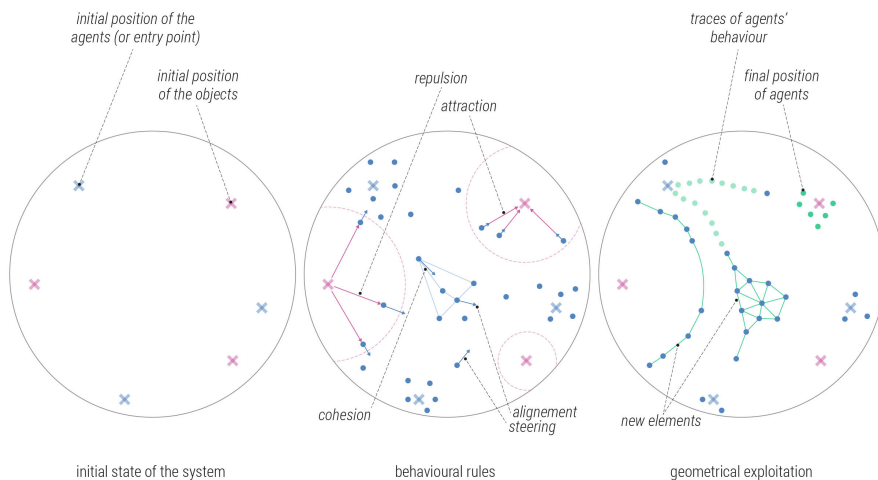 initial position of the
agents (or entry point)
initial position
of the objects
repulsion
attraction
cohesion
alignement
steering
traces of agents’
behaviour
final position
of agents
new elements
initial state of the system
behavioural rules
geometrical exploitation